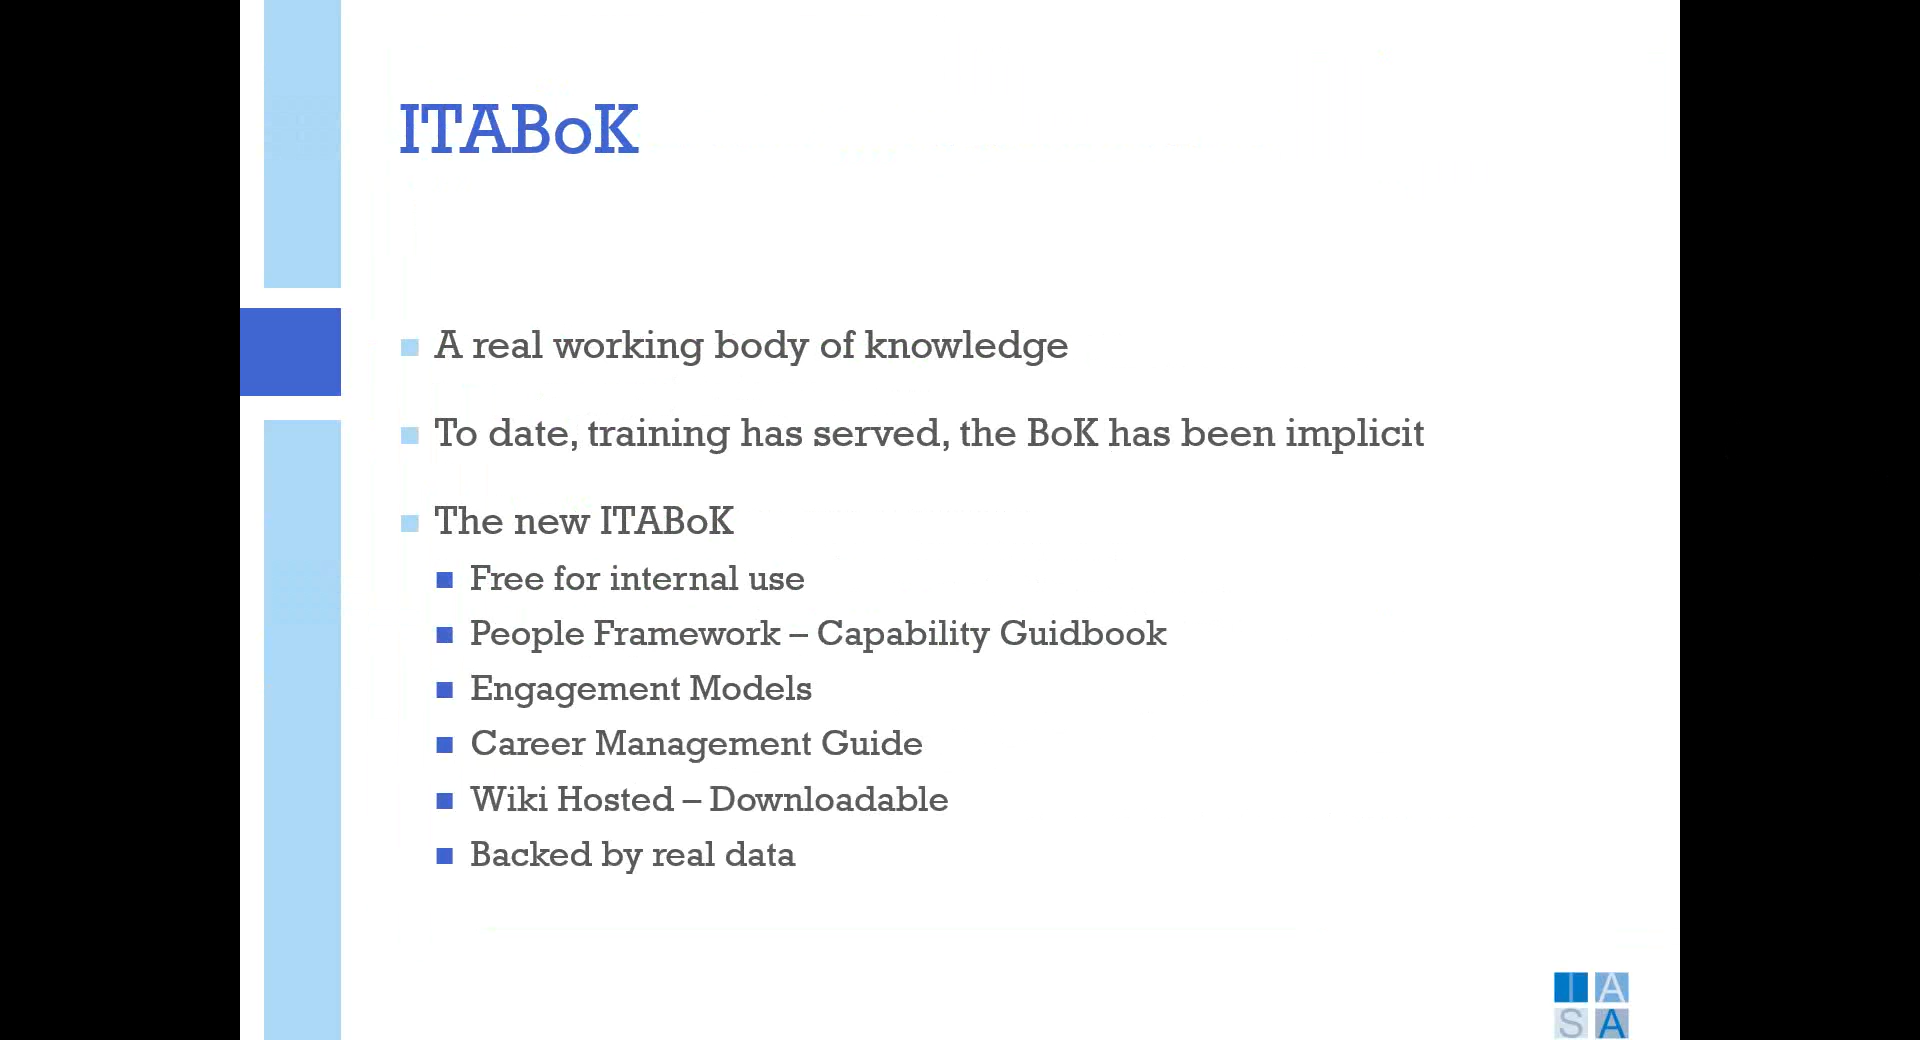 ITABoK
A real working body of knowledge
To date, training has served, the BoK has been implicit
The new ITABoK
Free for internal use
People Framework – Capability Guidbook
Engagement Models
Career Management Guide
Wiki Hosted – Downloadable
Backed by real data
I A
S A